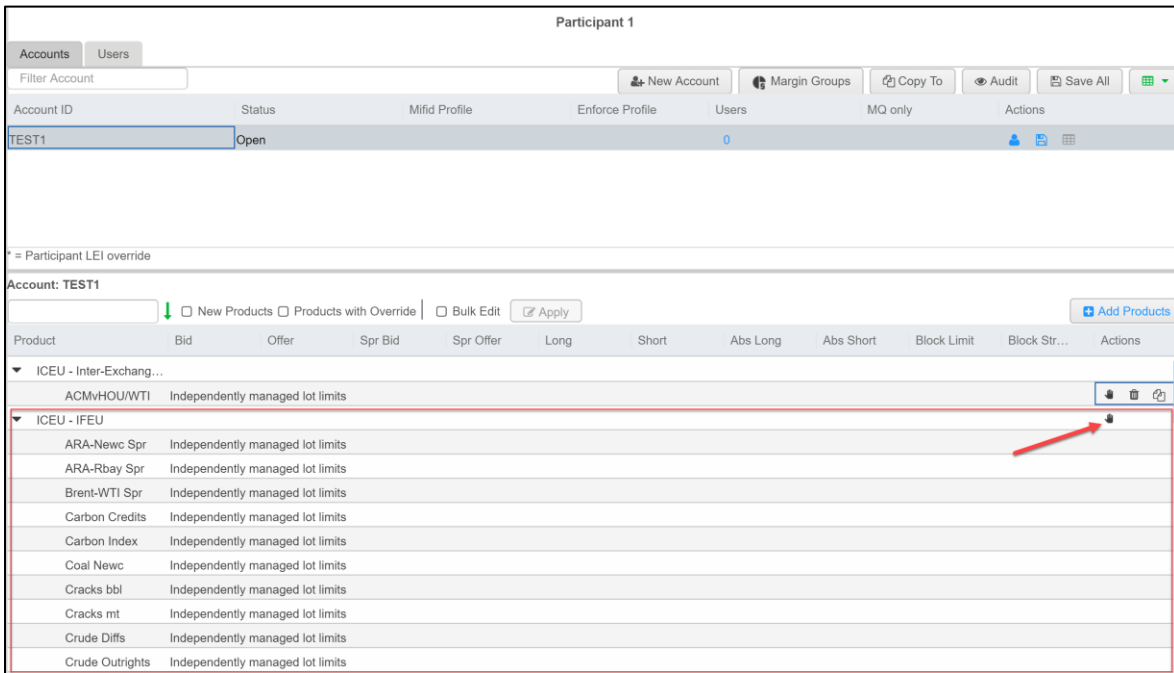 Participant 1
Accounts Users
Filter Account New Account Margin Groups Copy To Audit Save All
Account ID Status Mifid Profile Enforce Profile Users MQ only Actions
TEST1 Open 0
* = Participant LEI override
Account: TEST1
New Products Products with Override Bulk Edit Apply Add Products
Product Bid Offer Spr Bid Spr Offer Long Short Abs Long Abs Short Block Limit Block Str... Actions
ICEU - Inter-Exchang...
ACMvHOU/WTI Independently managed lot limits
ICEU - IFEU
ARA-Newc Spr Independently managed lot limits
ARA-Rbay Spr Independently managed lot limits
Brent-WTI Spr Independently managed lot limits
Carbon Credits Independently managed lot limits
Carbon Index Independently managed lot limits
Coal Newc Independently managed lot limits
Cracks bbl Independently managed lot limits
Cracks mt Independently managed lot limits
Crude Diffs Independently managed lot limits
Crude Outrights Independently managed lot limits